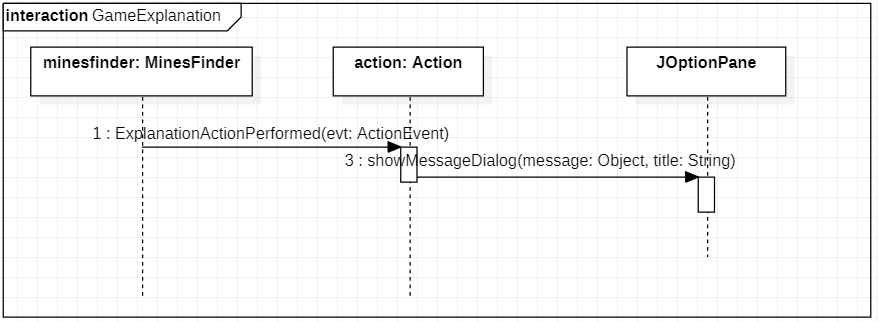 interaction GameExplanation
minesfinder: MinesFinder
action: Action
JOptionPane
1 : ExplanationActionPerformed(evt: ActionEvent)
3 : showMessageDialog(message: Object, title: String)